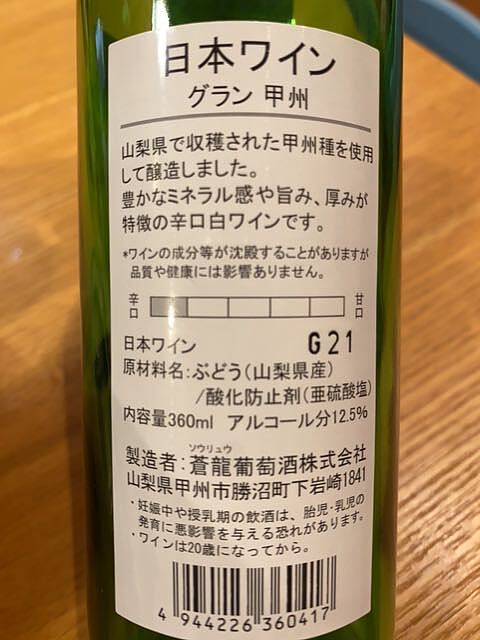 日本ワイン
グラン 甲州
山梨県で収穫された甲州種を使用
して醸造しました。
豊かなミネラル感や旨み、厚みが
特徴の辛口白ワインです。
*ワインの成分等が沈殿することがありますが
品質や健康には影響ありません。
辛口 甘口
日本ワイン G21
原材料名:ぶどう(山梨県産)
/酸化防止剤(亜硫酸塩)
内容量360ml アルコール分12.5%
ソウリュウ
製造者:蒼龍葡萄酒株式会社
山梨県甲州市勝沼町下岩崎1841
・妊娠中や授乳期の飲酒は、胎児・乳児の
発育に悪影響を与える恐れがあります。
・ワインは20歳になってから。
4 944226 360417